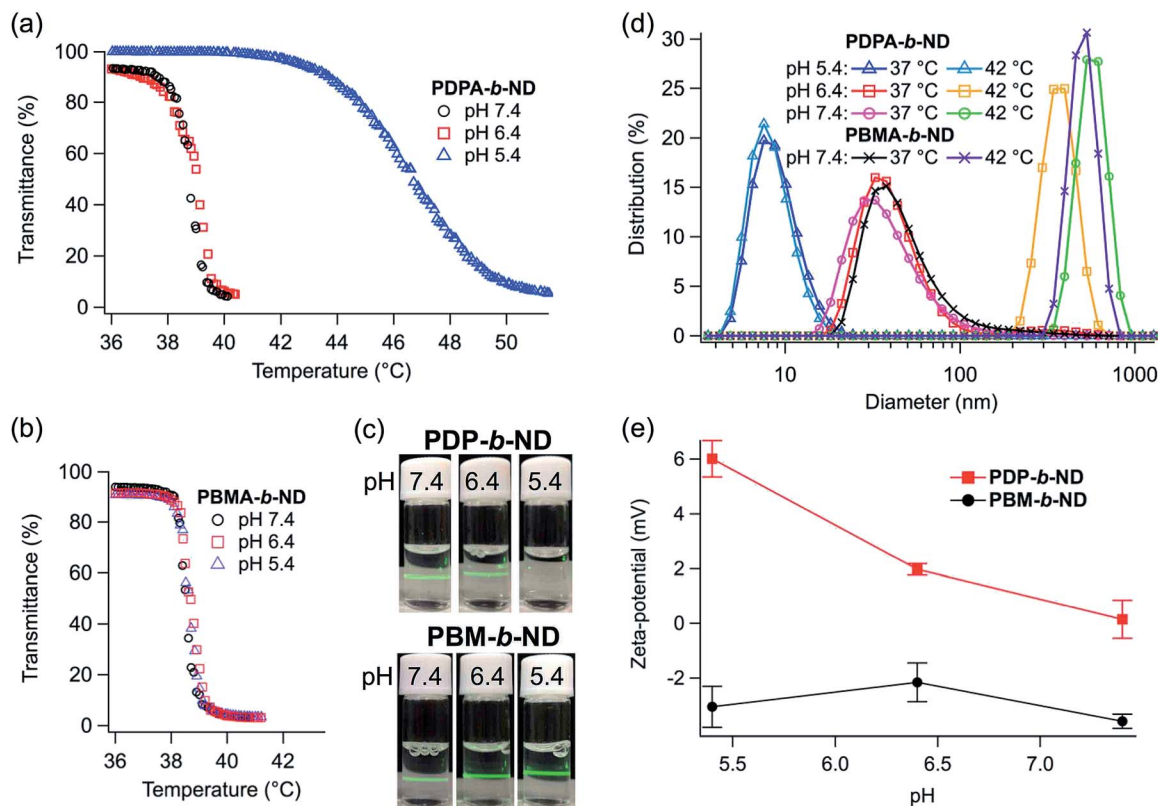 (a)
Transmittance (%)
100
80
60
40
20
0
PDPA-b-ND
pH 7.4
pH 6.4
pH 5.4
36 38 40 42 44 46 48 50
Temperature (°C)
(b)
Transmittance (%)
100
80
60
40
20
0
PBMA-b-ND
pH 7.4
pH 6.4
pH 5.4
36 38 40 42
Temperature (°C)
(c)
PDP-b-ND
pH 7.4 6.4 5.4
PBM-b-ND
pH 7.4 6.4 5.4
(d)
Distribution (%)
30
25
20
15
10
5
0
PDPA-b-ND
pH 5.4: 37 °C 42 °C
pH 6.4: 37 °C 42 °C
pH 7.4: 37 °C 42 °C
PBMA-b-ND
pH 7.4: 37 °C 42 °C
10 100 1000
Diameter (nm)
(e)
Zeta-potential (mV)
6
4
2
0
-2
PDP-b-ND
PBM-b-ND
5.5 6.0 6.5 7.0
pH